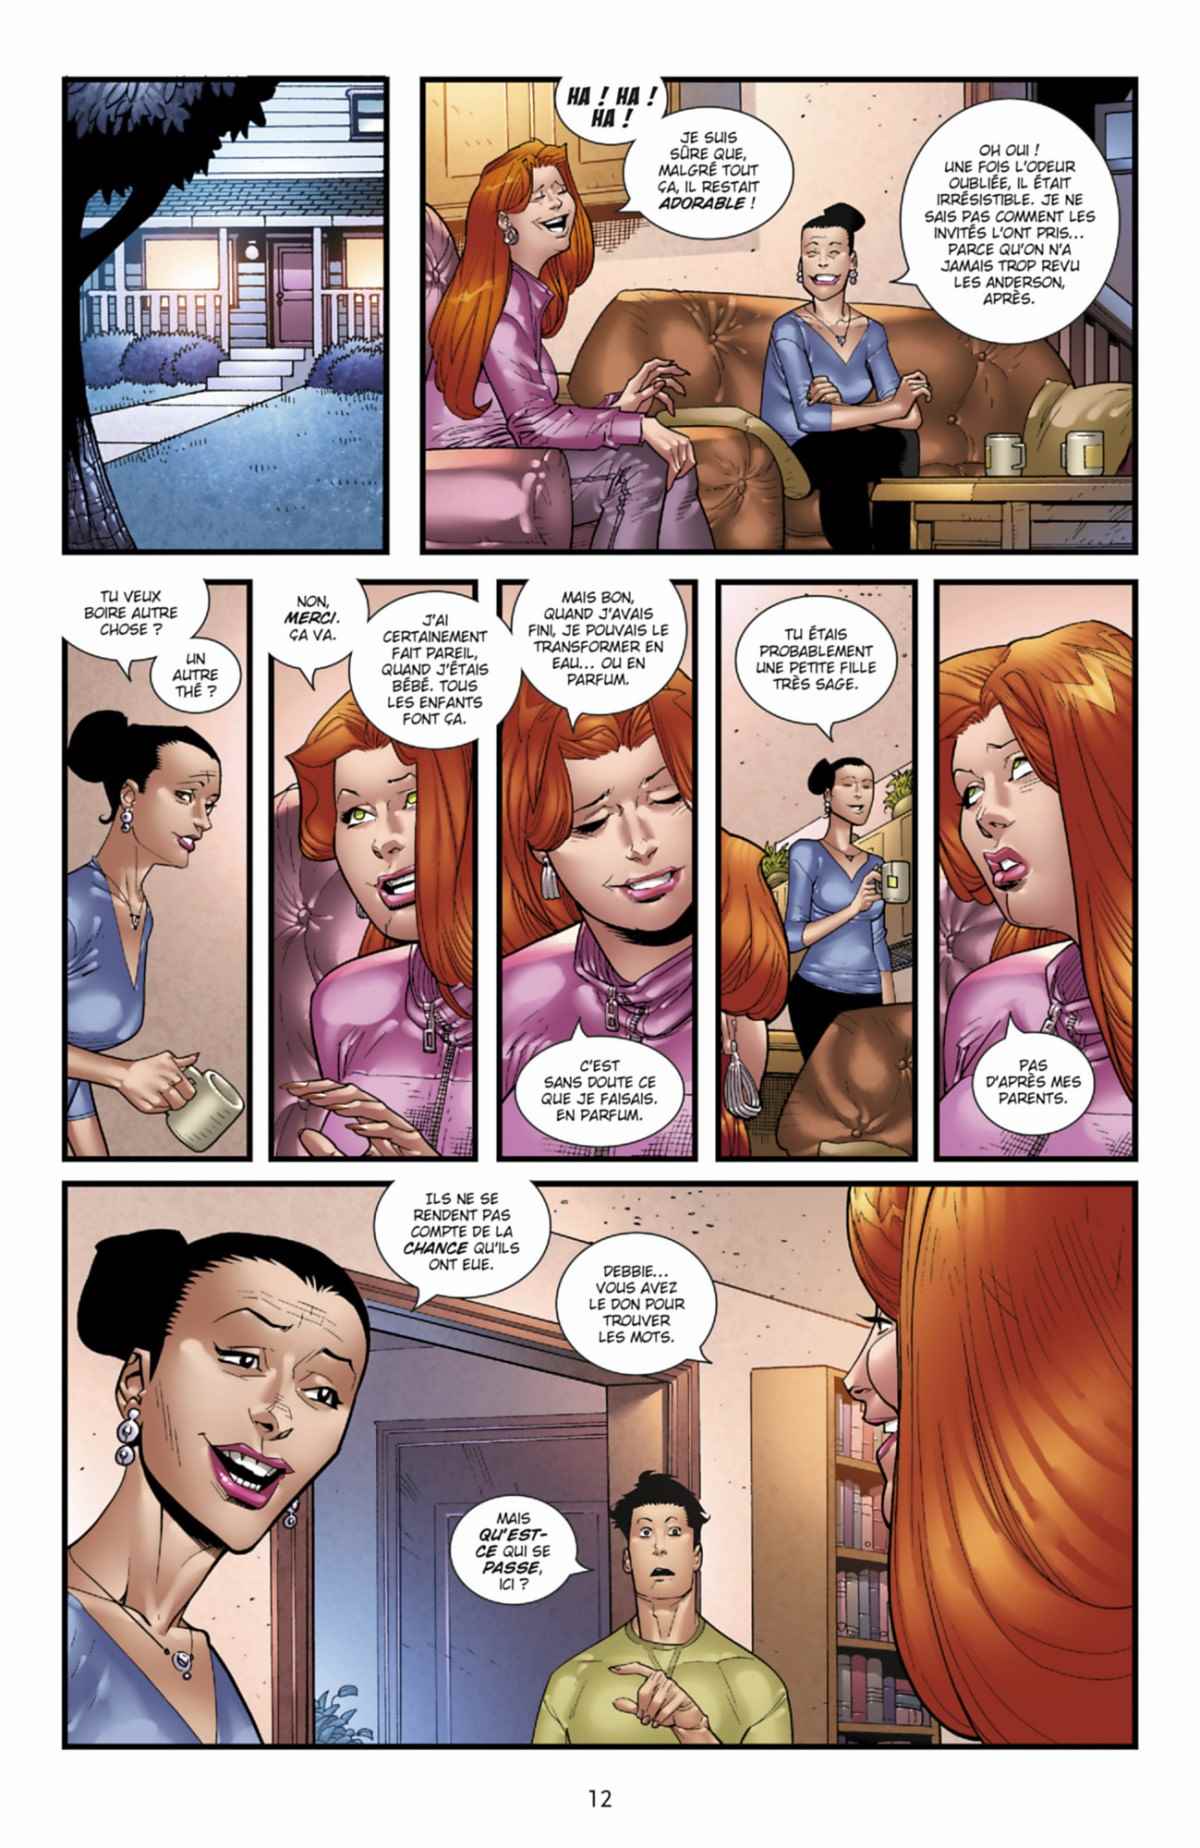 HA ! HA !
HA !
JE SUIS
SÛRE QUE,
MALGRÉ TOUT
ÇA, IL RESTAIT
ADORABLE !
OH OUI !
UNE FOIS L'ODEUR
OUBLIÉE, IL ÉTAIT
IRRÉSISTIBLE. JE NE
SAIS PAS COMMENT LES
INVITÉS L'ONT PRIS...
PARCE QU'ON N'A
JAMAIS TROP REVU
LES ANDERSON,
APRÈS.
TU VEUX
BOIRE AUTRE
CHOSE ?
UN
AUTRE
THÉ ?
NON,
MERCI.
ÇA VA.
J'AI
CERTAINEMENT
FAIT PAREIL,
QUAND J'ÉTAIS
BÉBÉ. TOUS
LES ENFANTS
FONT ÇA.
MAIS BON,
QUAND J'AVAIS
FINI, JE POUVAIS LE
TRANSFORMER EN
EAU... OU EN
PARFUM.
C'EST
SANS DOUTE CE
QUE JE FAISAIS.
EN PARFUM.
TU ÉTAIS
PROBABLEMENT
UNE PETITE FILLE
TRÈS SAGE.
PAS
D'APRÈS MES
PARENTS.
ILS NE SE
RENDENT PAS
COMPTE DE LA
CHANCE QU'ILS
ONT EUE.
DEBBIE...
VOUS AVEZ
LE DON POUR
TROUVER
LES MOTS.
MAIS
QU'EST-
CE QUI SE
PASSE,
ICI ?
12